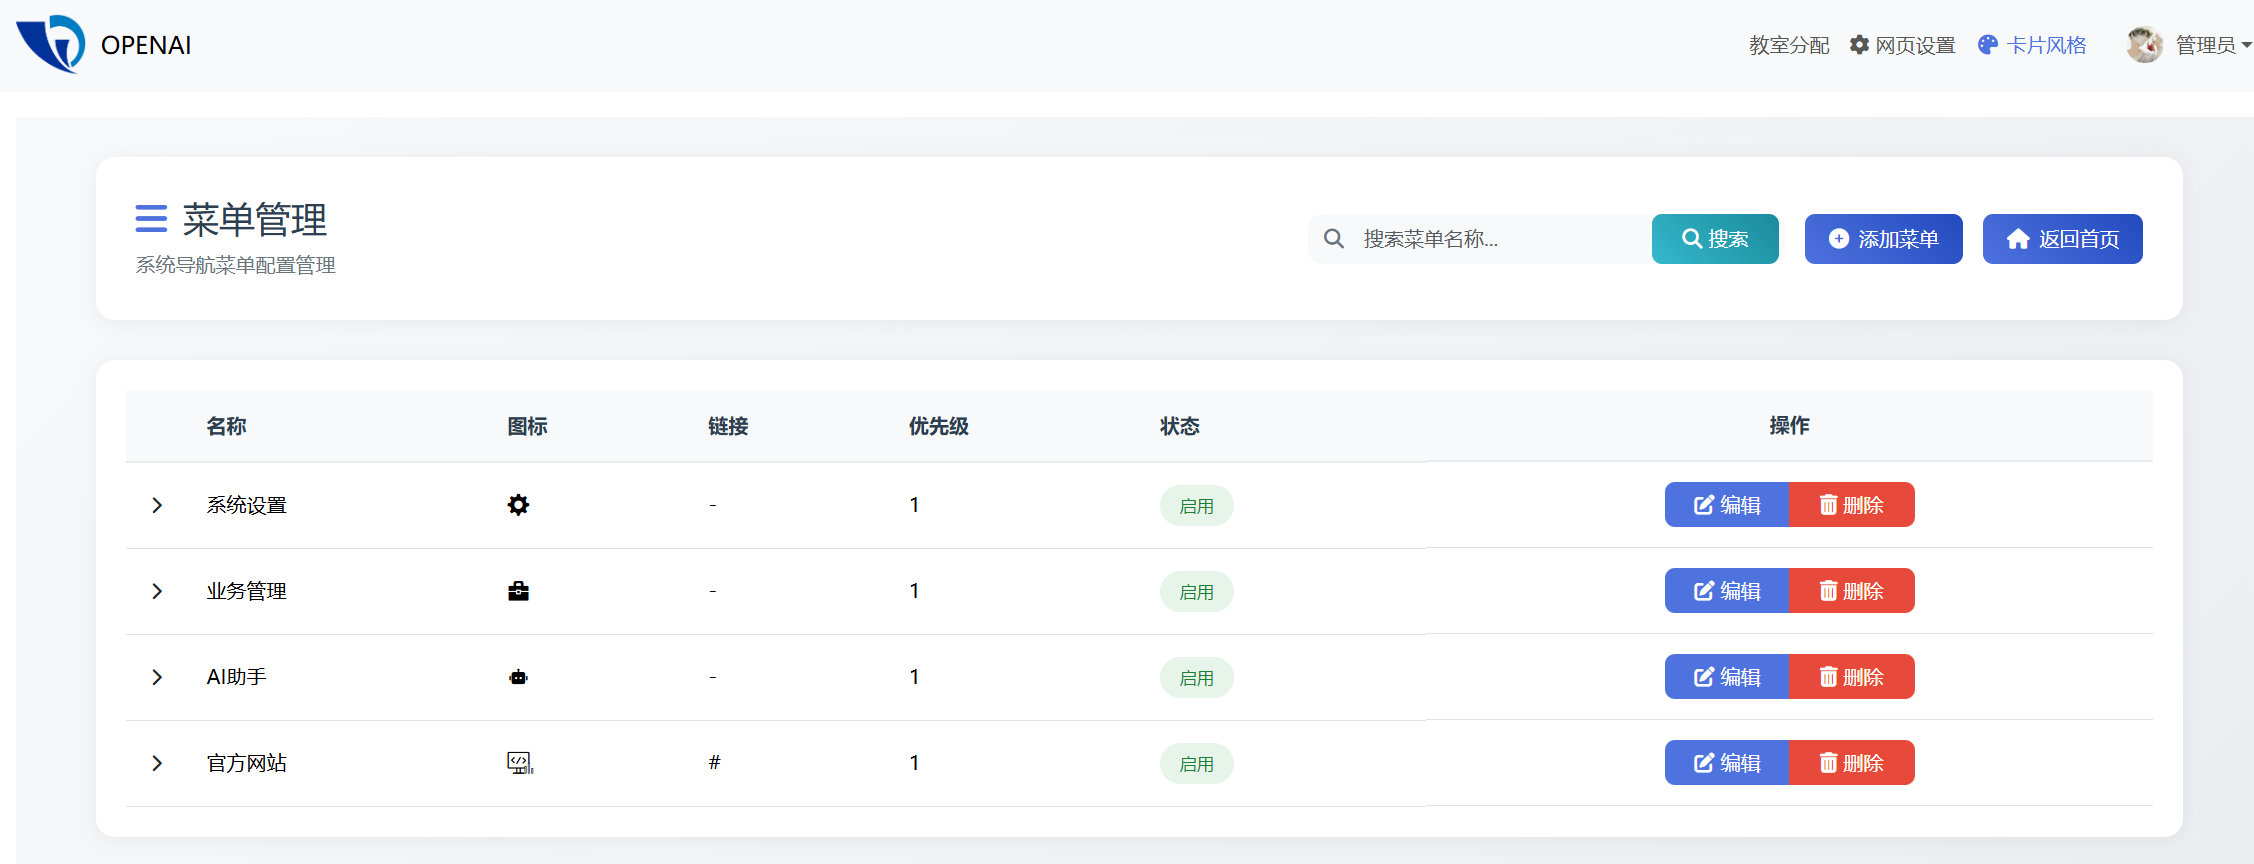 OPENAI 教室分配 网页设置 卡片风格 管理员
菜单管理
系统导航菜单配置管理
搜索菜单名称... 搜索 添加菜单 返回首页
名称 图标 链接 优先级 状态 操作
系统设置 - 1 启用 编辑 删除
业务管理 - 1 启用 编辑 删除
AI助手 - 1 启用 编辑 删除
官方网站 # 1 启用 编辑 删除